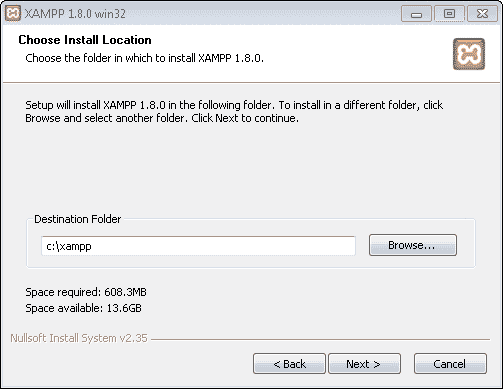 XAMPP 1.8.0 win32
Choose Install Location
Choose the folder in which to install XAMPP 1.8.0.
Setup will install XAMPP 1.8.0 in the following folder. To install in a different folder, click
Browse and select another folder. Click Next to continue.
Destination Folder
c:\xampp
Browse...
Space required: 608.3MB
Space available: 13.6GB
Nullsoft Install System v2.35
< Back
Next >
Cancel